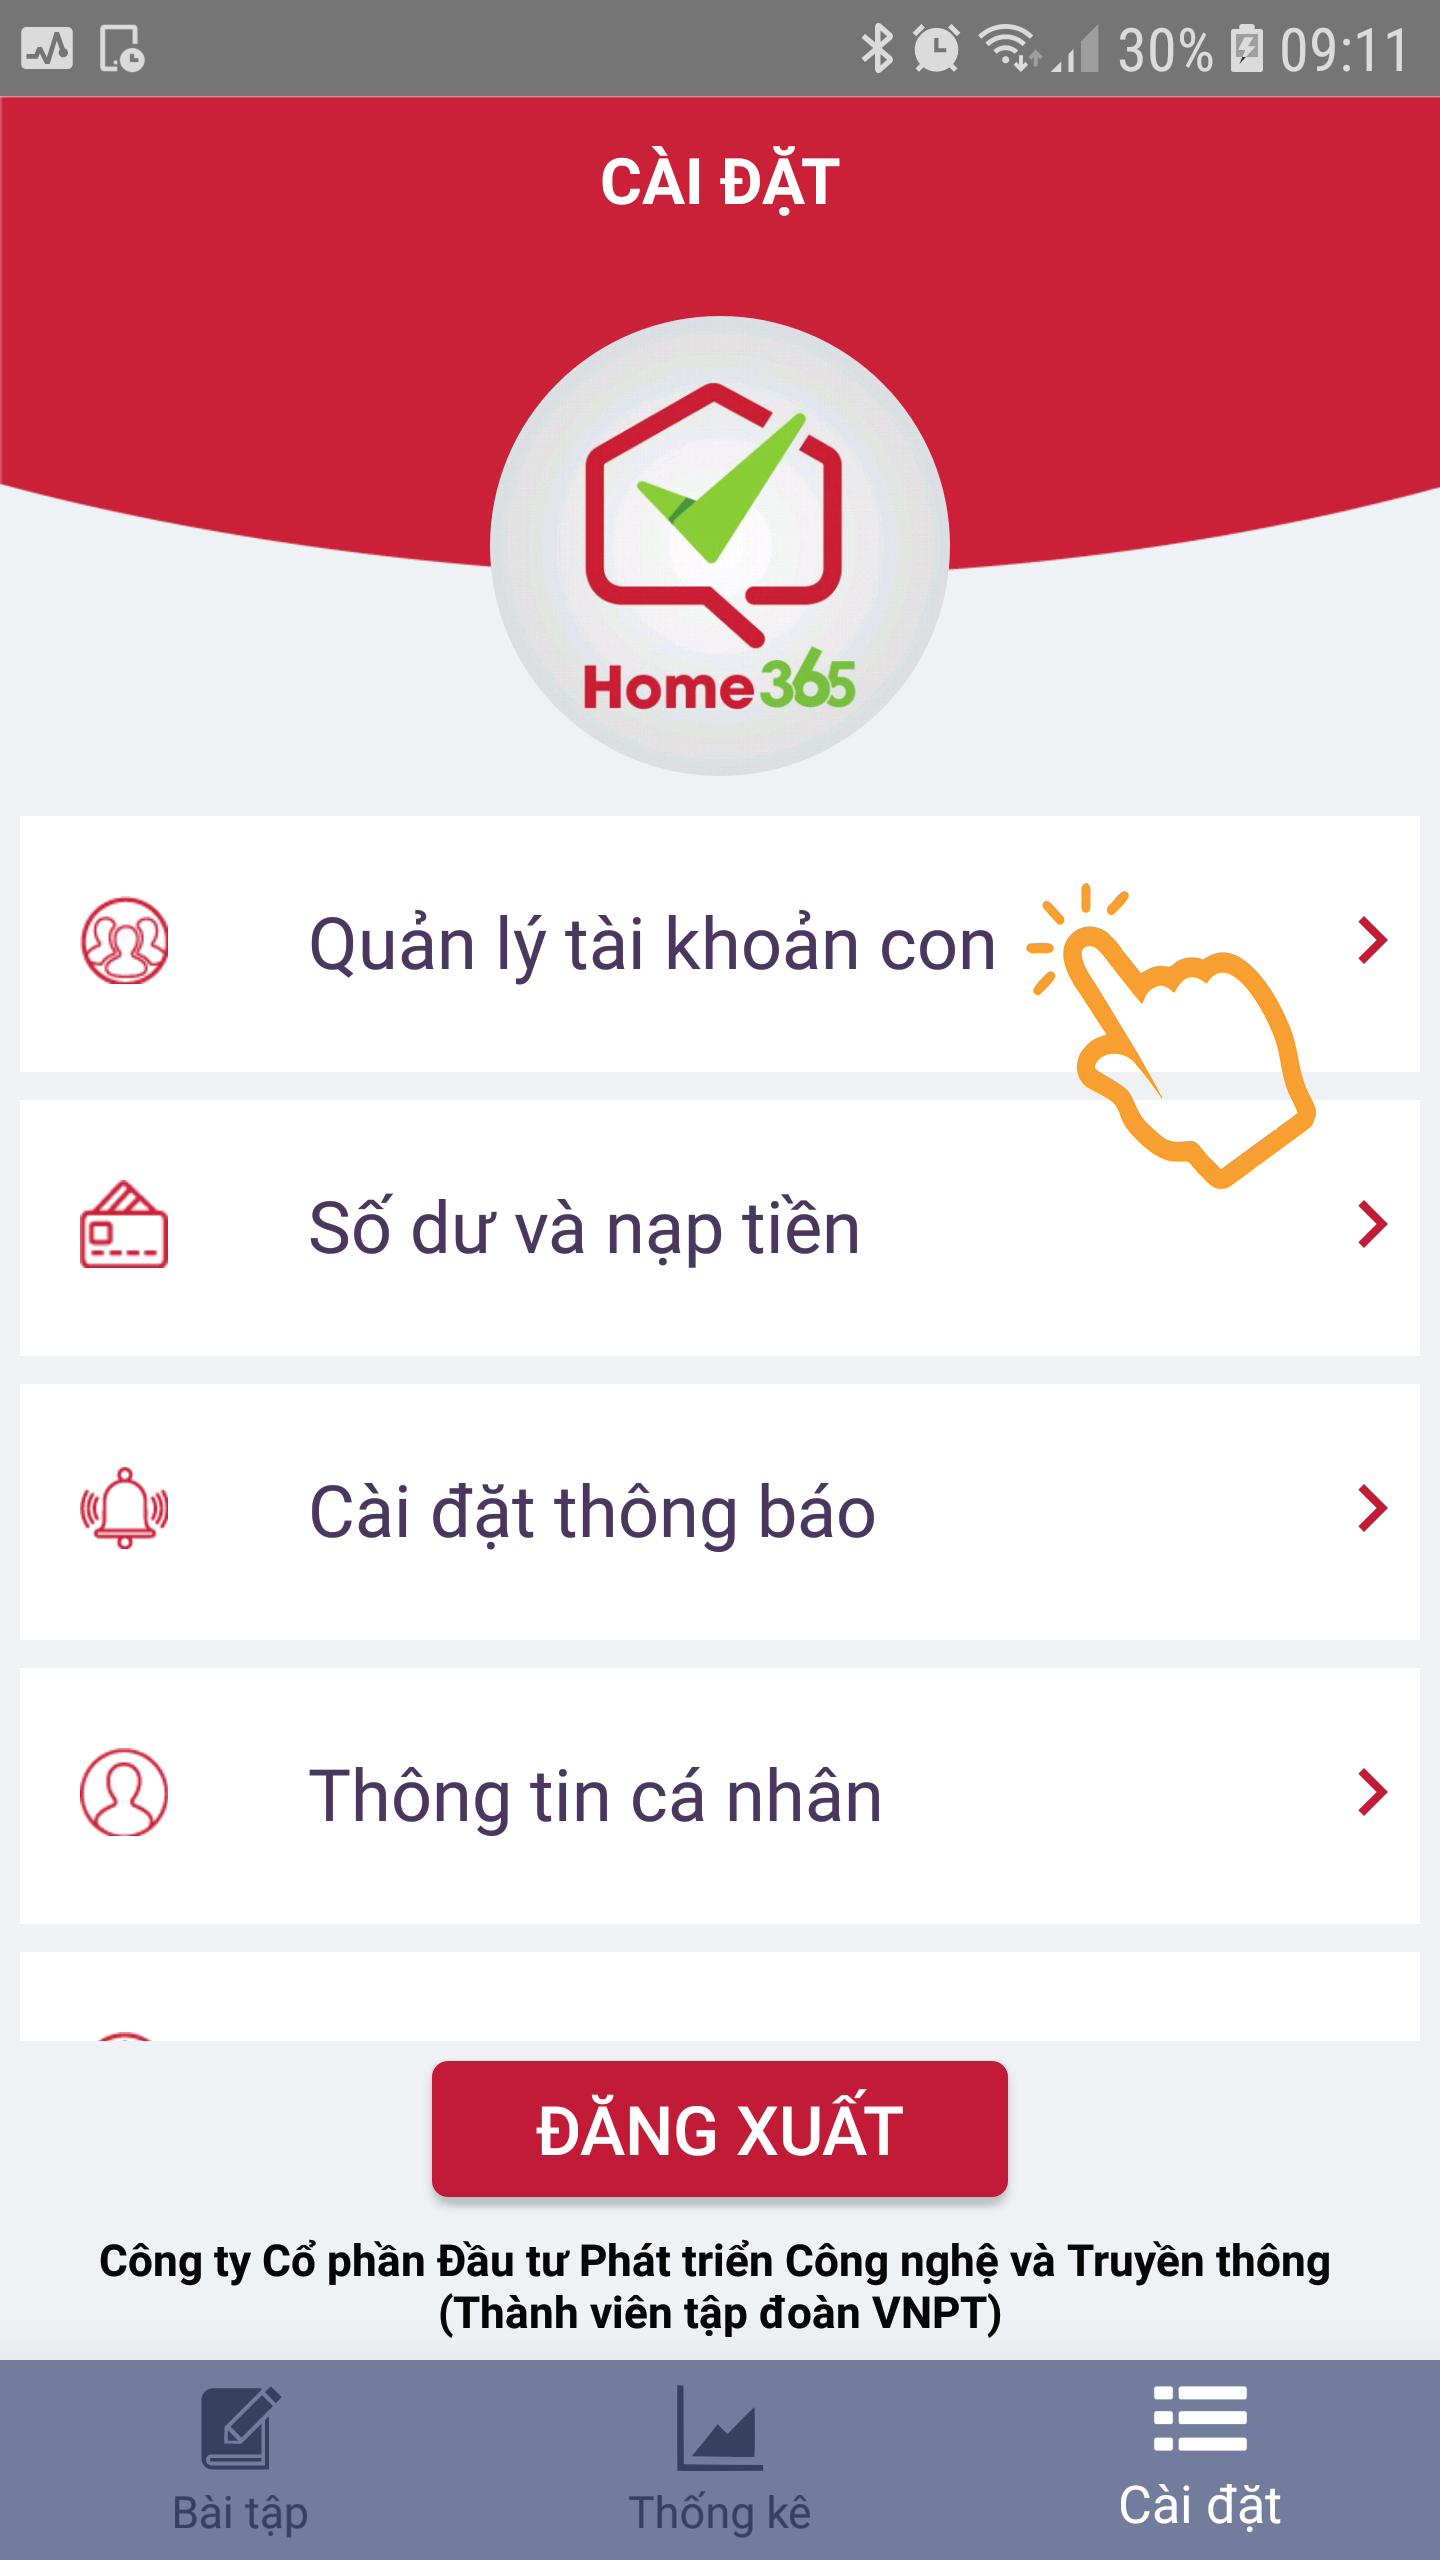 30% 09:11
CÀI ĐẶT
Home365
Quản lý tài khoản con
Số dư và nạp tiền
Cài đặt thông báo
Thông tin cá nhân
ĐĂNG XUẤT
Công ty Cổ phần Đầu tư Phát triển Công nghệ và Truyền thông
(Thành viên tập đoàn VNPT)
Bài tập Thống kê Cài đặt